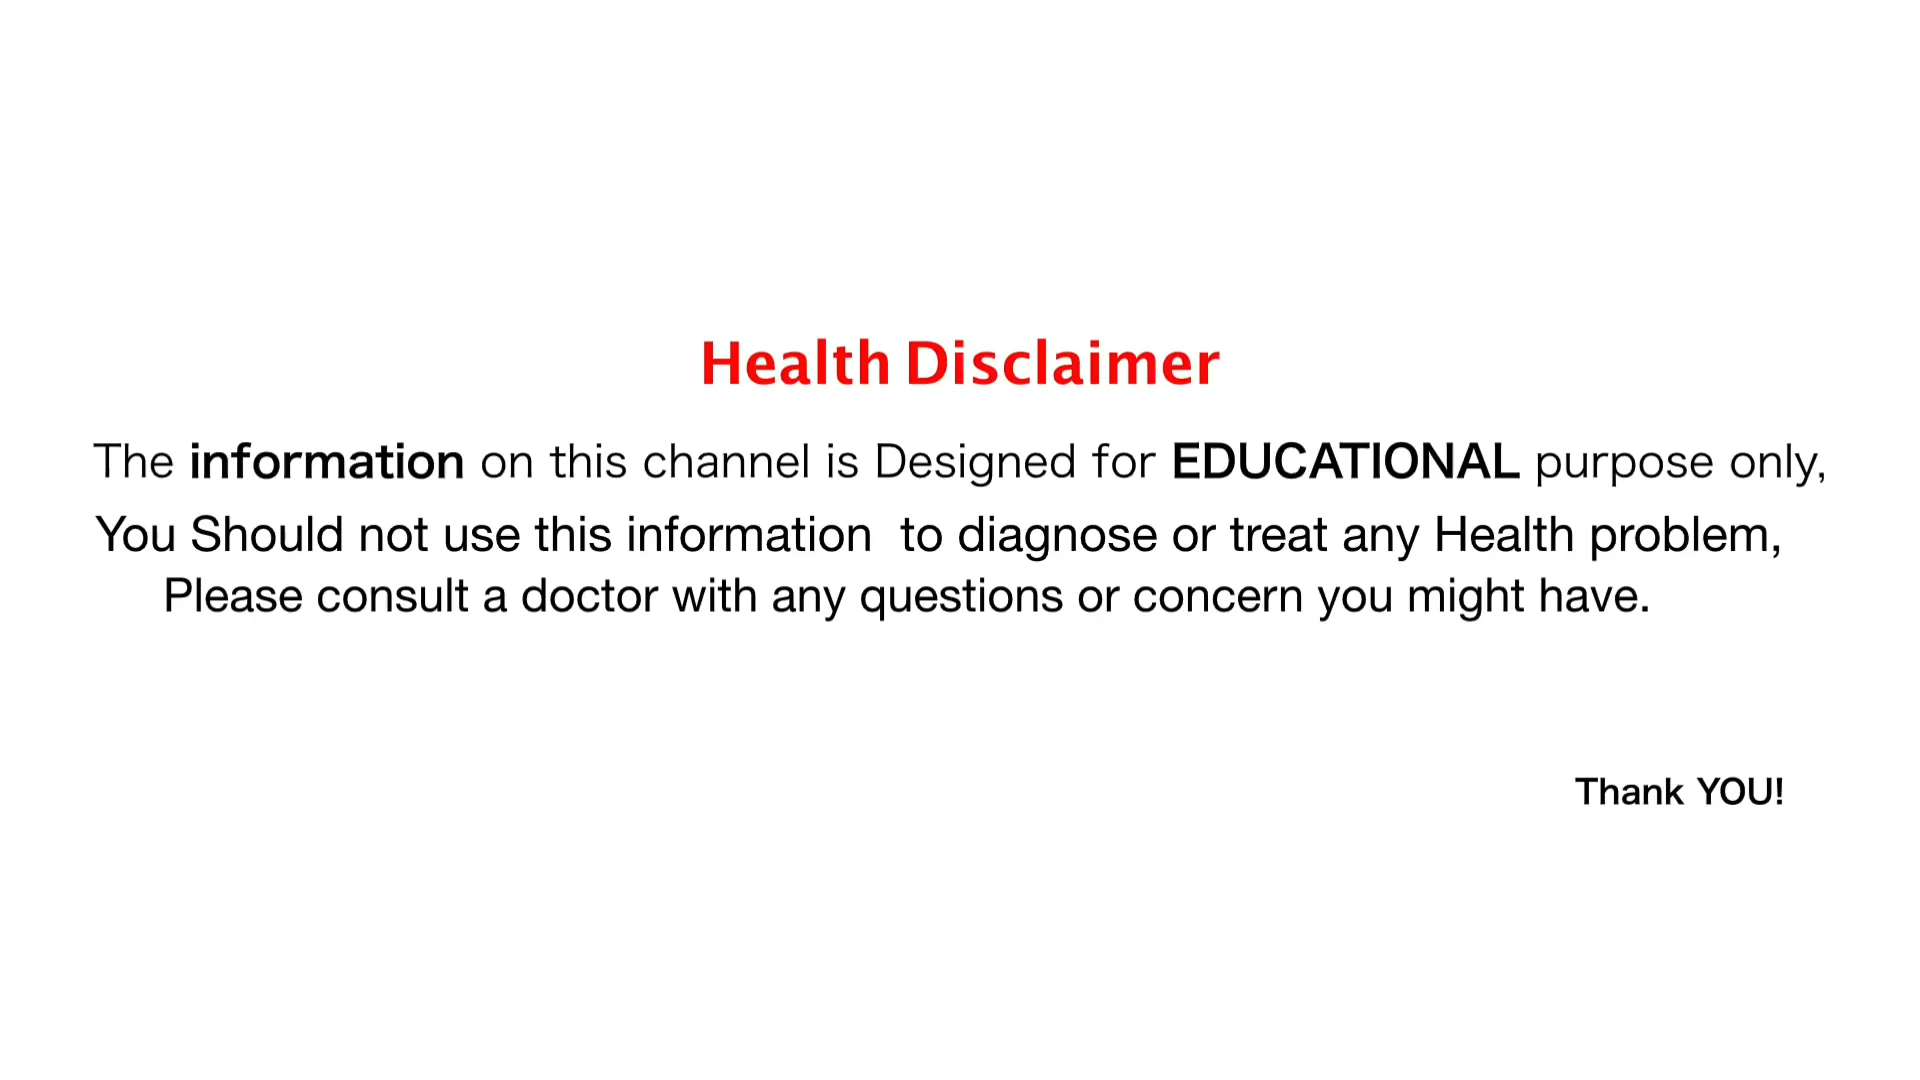 Health Disclaimer
The information on this channel is Designed for EDUCATIONAL purpose only,
You Should not use this information  to diagnose or treat any Health problem,
Please consult a doctor with any questions or concern you might have.
Thank YOU!